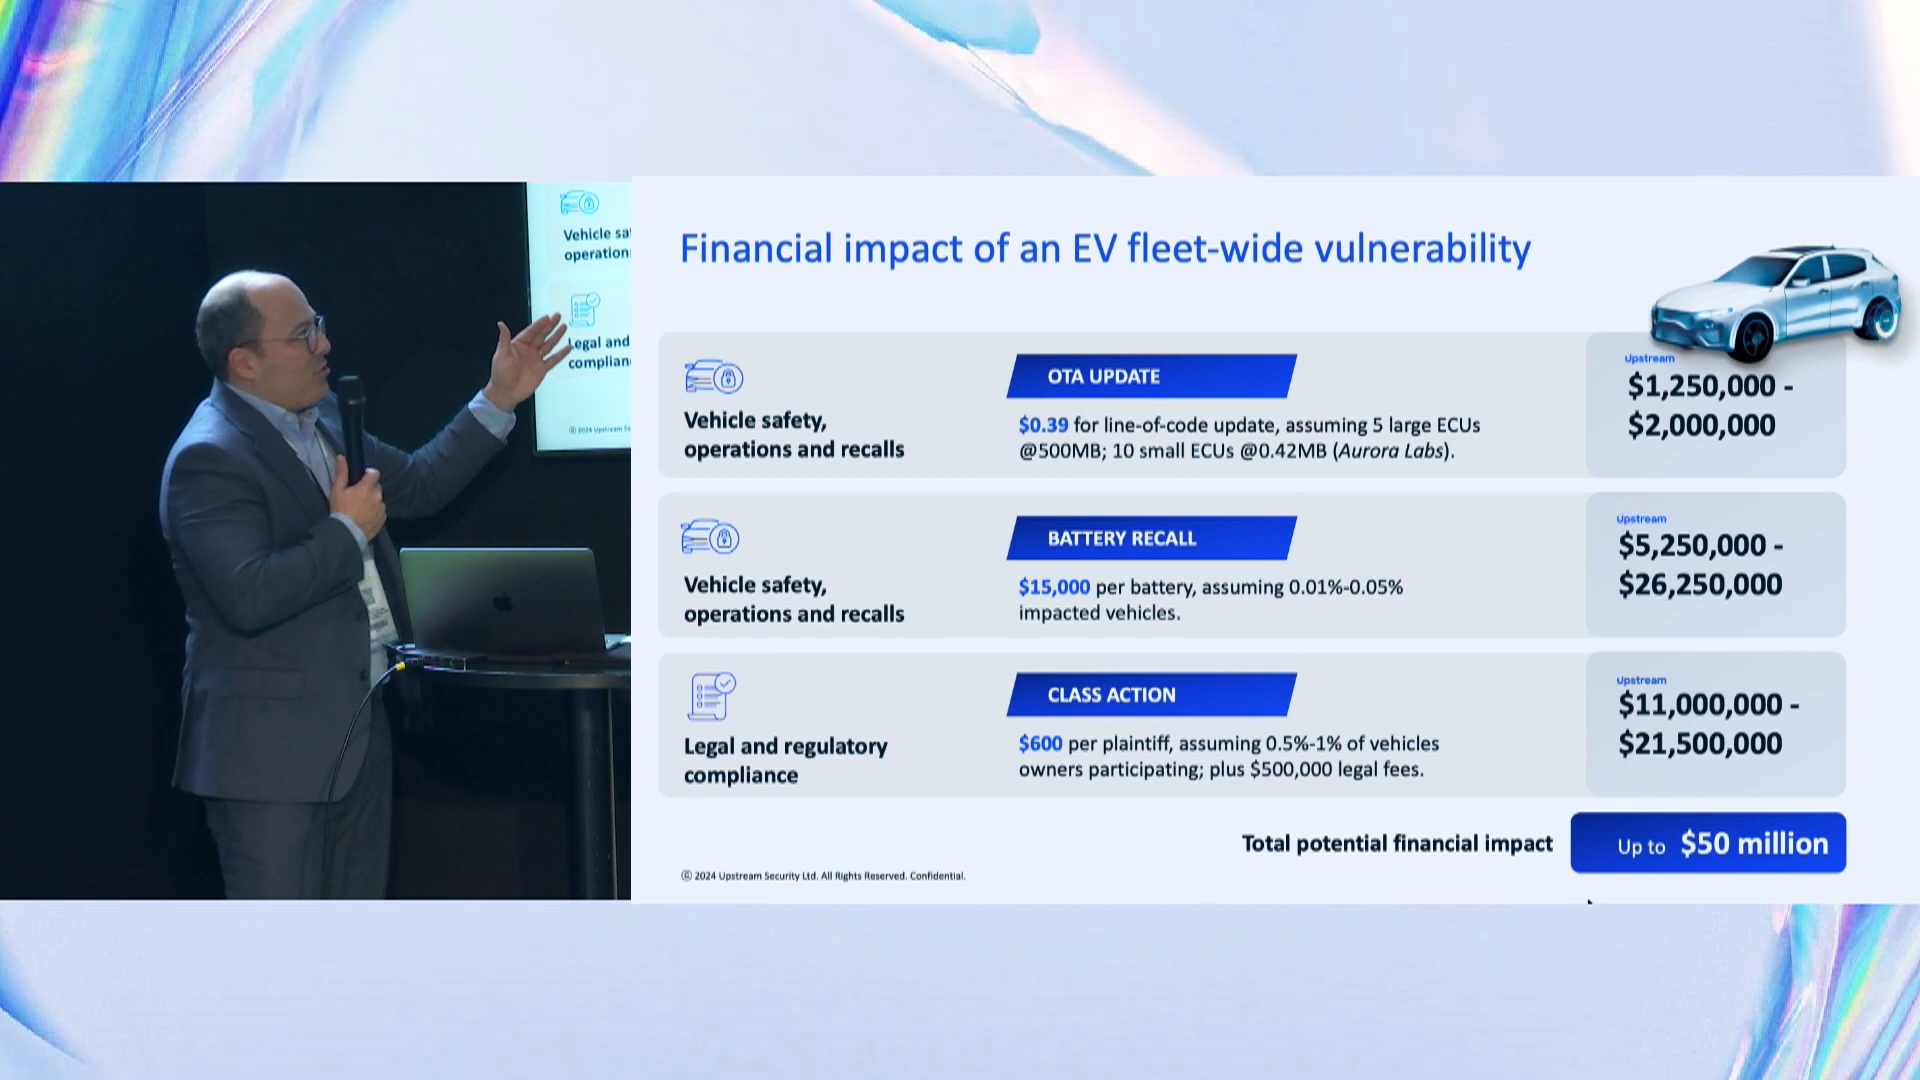 Vehicle sa
operation
Legal and
complian
© 2024 Upstream Se
Financial impact of an EV fleet-wide vulnerability
Vehicle safety,
operations and recalls
OTA UPDATE
$0.39 for line-of-code update, assuming 5 large ECUs
@500MB; 10 small ECUs @0.42MB (Aurora Labs).
Upstream
$1,250,000 -
$2,000,000
Vehicle safety,
operations and recalls
BATTERY RECALL
$15,000 per battery, assuming 0.01%-0.05%
impacted vehicles.
Upstream
$5,250,000 -
$26,250,000
Legal and regulatory
compliance
CLASS ACTION
$600 per plaintiff, assuming 0.5%-1% of vehicles
owners participating; plus $500,000 legal fees.
Upstream
$11,000,000 -
$21,500,000
Total potential financial impact
Up to $50 million
© 2024 Upstream Security Ltd. All Rights Reserved. Confidential.